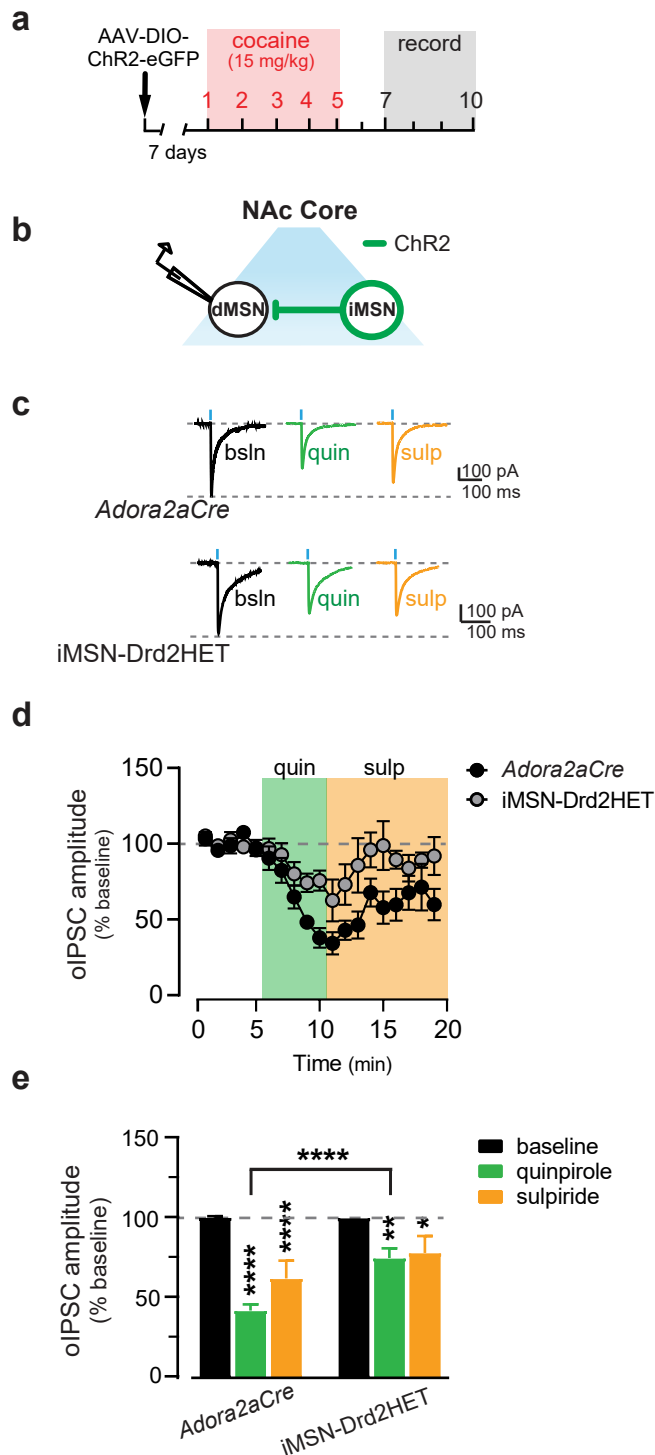 a
AAV-DIO-
ChR2-eGFP
cocaine
(15 mg/kg)
record
1 2 3 4 5 7 10
7 days
b
NAc Core
ChR2
dMSN
iMSN
c
bsln
quin
sulp
100 pA
100 ms
Adora2aCre
bsln
quin
sulp
100 pA
100 ms
iMSN-Drd2HET
d
quin
sulp
Adora2aCre
iMSN-Drd2HET
150
100
50
0
oIPSC amplitude
(% baseline)
0 5 10 15 20
Time (min)
e
****
baseline
quinpirole
sulpiride
150
100
50
0
oIPSC amplitude
(% baseline)
****
****
**
*
Adora2aCre
iMSN-Drd2HET